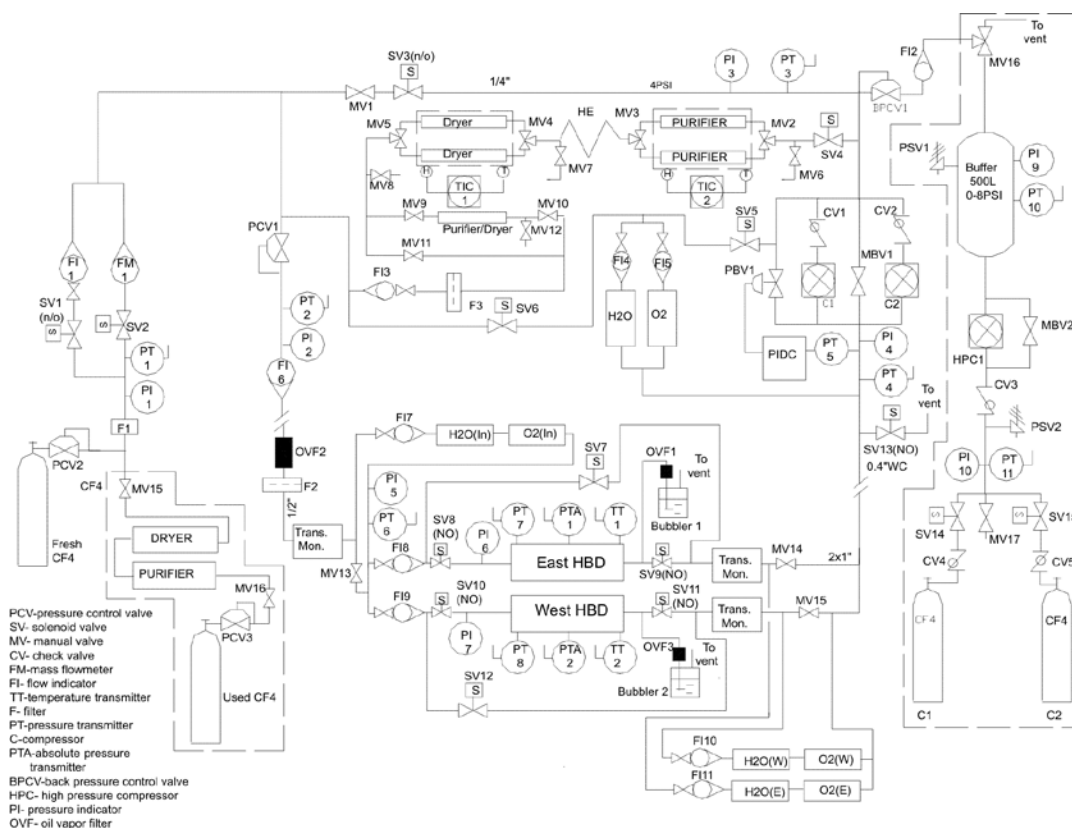 To
vent
FI2
MV16
SV3(n/o)
S
PI
3
PT
3
1/4"
4PSI
MV1
BPCV1
HE
MV5
Dryer
MV4
MV3
PURIFIER
MV2
S
Dryer
PURIFIER
SV4
PSV1
Buffer
500L
0-8PSI
PI
9
PT
10
MV8
H
TIC
1
T
MV7
H
TIC
2
T
MV6
MV9
MV10
Purifier/Dryer
MV12
MV11
SV5
S
CV1
CV2
PCV1
FI
1
FM
1
FI3
F3
FI4
FI5
PBV1
MBV1
C1
C2
SV1
(n/o)
S
S
SV2
PT
2
S
SV6
H2O
O2
MBV2
HPC1
PT
1
PI
2
PIDC
PT
5
PI
4
PI
1
FI
6
PT
4
To
vent
CV3
F1
S
PSV2
PCV2
OVF2
FI7
H2O(In)
O2(In)
SV7
S
OVF1
To
vent
SV13(NO)
0.4"WC
PI
10
PT
11
CF4
MV15
F2
1/2"
PI
5
PT
6
SV8
(NO)
S
PI
6
PT
7
PTA
1
TT
1
Bubbler 1
S
SV14
MV17
S
SV15
Fresh
CF4
DRYER
Trans.
Mon.
FI8
East HBD
S
SV9(NO)
Trans.
Mon.
MV14
2x1"
CV4
CV5
PURIFIER
MV13
SV10
(NO)
SV11
(NO)
MV16
FI9
S
West HBD
S
Trans.
Mon.
MV15
CF4
CF4
PCV3
PI
7
PT
8
PTA
2
TT
2
OVF3
To
vent
Used CF4
SV12
S
Bubbler 2
C1
C2
FI10
H2O(W)
O2(W)
FI11
H2O(E)
O2(E)
PCV-pressure control valve
SV- solenoid valve
MV- manual valve
CV- check valve
FM-mass flowmeter
FI- flow indicator
TT-temperature transmitter
F- filter
PT-pressure transmitter
C-compressor
PTA-absolute pressure
transmitter
BPCV-back pressure control valve
HPC- high pressure compressor
PI- pressure indicator
OVF- oil vapor filter